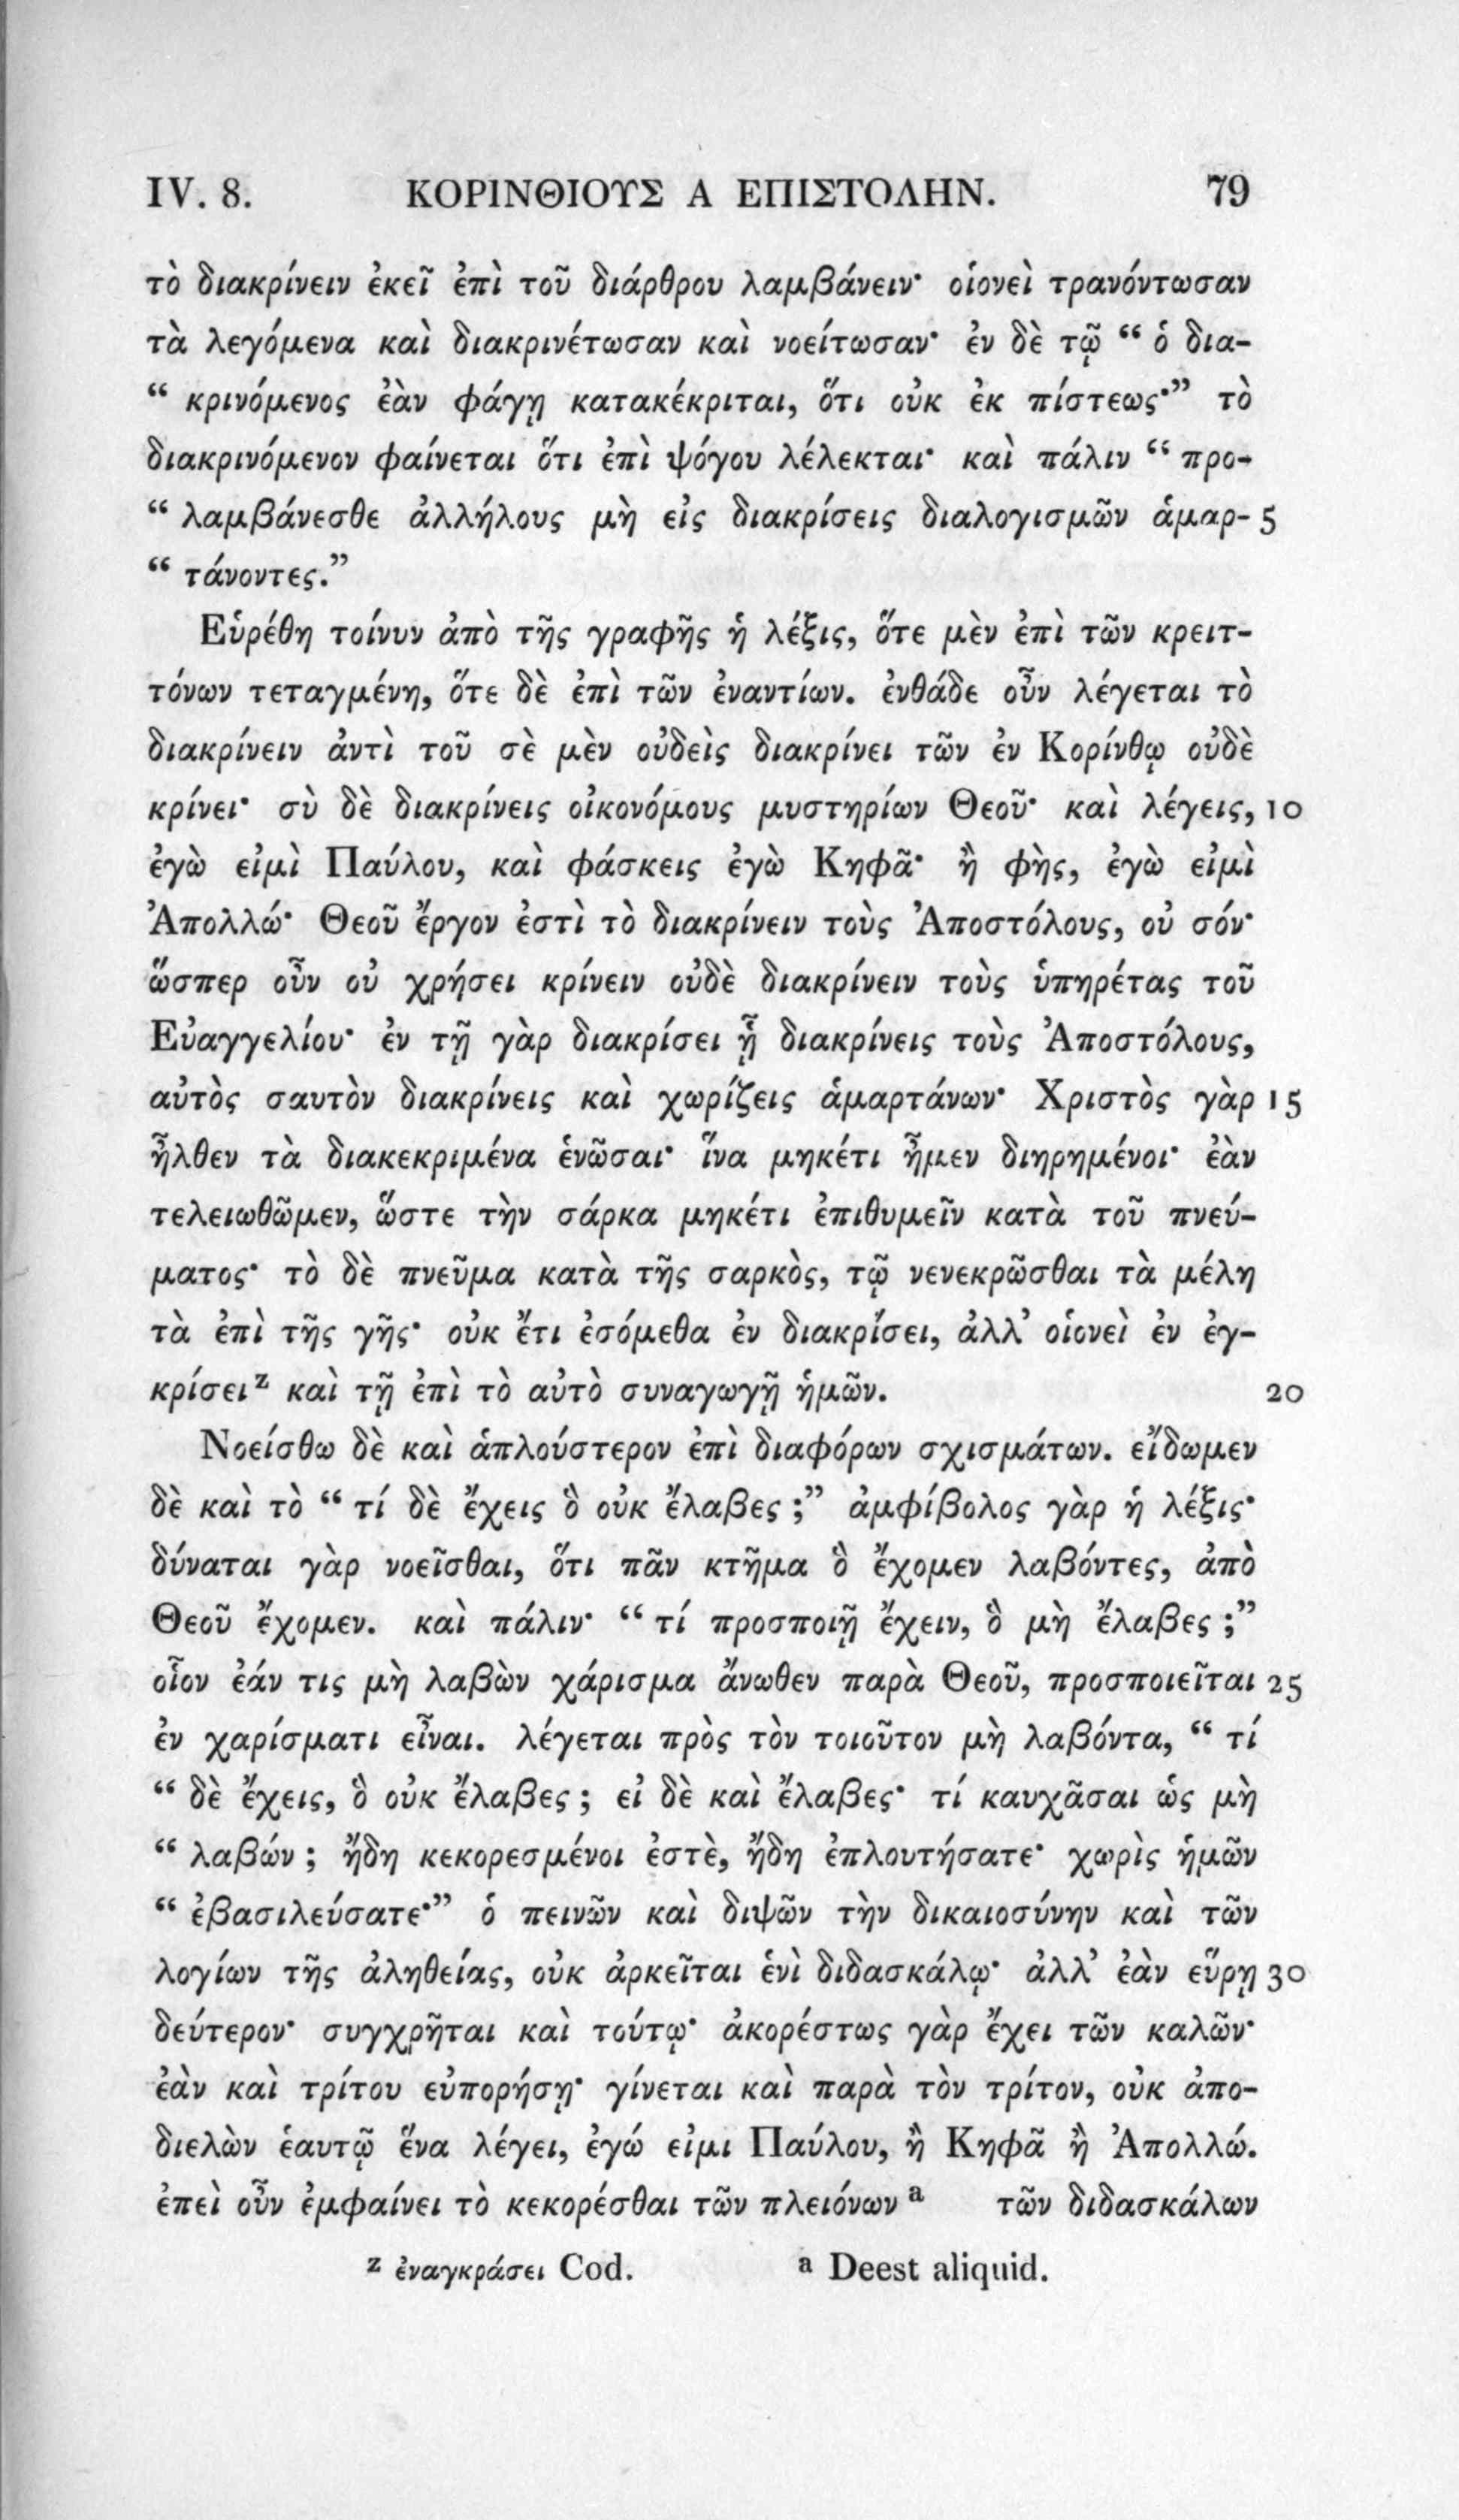 IV. 8. ΚΟΡΙΝΘΙΟΥΣ Α ΕΠΙΣΤΟΛΗΝ. 79
τὸ διακρίνειν ἐκεῖ ἐπὶ τοῦ διάρθρου λαμβάνειν· οἱονεὶ τρανόντωσαν
τὰ λεγόμενα καὶ διακρινέτωσαν καὶ νοείτωσαν· ἐν δὲ τῷ “ ὁ δια-
“ κρινόμενος ἐὰν φάγῃ κατακέκριται, ὅτι οὐκ ἐκ πίστεως·” τὸ
διακρινόμενον φαίνεται ὅτι ἐπὶ ψόγου λέλεκται· καὶ πάλιν “ προ-
“ λαμβάνεσθε ἀλλήλους μὴ εἰς διακρίσεις διαλογισμῶν ἁμαρ- 5
“ τάνοντες.”
Εὑρέθη τοίνυν ἀπὸ τῆς γραφῆς ἡ λέξις, ὅτε μὲν ἐπὶ τῶν κρειτ-
τόνων τεταγμένη, ὅτε δὲ ἐπὶ τῶν ἐναντίων. ἐνθάδε οὖν λέγεται τὸ
διακρίνειν ἀντὶ τοῦ σὲ μὲν οὐδεὶς διακρίνει τῶν ἐν Κορίνθῳ οὐδὲ
κρίνει· σὺ δὲ διακρίνεις οἰκονόμους μυστηρίων Θεοῦ· καὶ λέγεις, 10
ἐγὼ εἰμὶ Παύλου, καὶ φάσκεις ἐγὼ Κηφᾶ· ἢ φὴς, ἐγὼ εἰμὶ
Ἀπολλώ· Θεοῦ ἔργον ἐστὶ τὸ διακρίνειν τοὺς Ἀποστόλους, οὐ σόν·
ὥσπερ οὖν οὐ χρήσει κρίνειν οὐδὲ διακρίνειν τοὺς ὑπηρέτας τοῦ
Εὐαγγελίου· ἐν τῇ γὰρ διακρίσει ᾗ διακρίνεις τοὺς Ἀποστόλους,
αὐτὸς σαυτὸν διακρίνεις καὶ χωρίζεις ἁμαρτάνων· Χριστὸς γὰρ 15
ἦλθεν τὰ διακεκριμένα ἑνῶσαι· ἵνα μηκέτι ἦμεν διηρημένοι· ἐὰν
τελειωθῶμεν, ὥστε τὴν σάρκα μηκέτι ἐπιθυμεῖν κατὰ τοῦ πνεύ-
ματος· τὸ δὲ πνεῦμα κατὰ τῆς σαρκὸς, τῷ νενεκρῶσθαι τὰ μέλη
τὰ ἐπὶ τῆς γῆς· οὐκ ἔτι ἐσόμεθα ἐν διακρίσει, ἀλλ’ οἱονεὶ ἐν ἐγ-
κρίσει z καὶ τῇ ἐπὶ τὸ αὐτὸ συναγωγῇ ἡμῶν. 20
Νοείσθω δὲ καὶ ἁπλούστερον ἐπὶ διαφόρων σχισμάτων. εἴδωμεν
δὲ καὶ τὸ “ τί δὲ ἔχεις ὃ οὐκ ἔλαβες ;” ἀμφίβολος γὰρ ἡ λέξις·
δύναται γὰρ νοεῖσθαι, ὅτι πᾶν κτῆμα ὃ ἔχομεν λαβόντες, ἀπὸ
Θεοῦ ἔχομεν. καὶ πάλιν· “ τί προσποιῇ ἔχειν, ὃ μὴ ἔλαβες ;”
οἷον ἐάν τις μὴ λαβὼν χάρισμα ἄνωθεν παρὰ Θεοῦ, προσποιεῖται 25
ἐν χαρίσματι εἶναι. λέγεται πρὸς τὸν τοιοῦτον μὴ λαβόντα, “ τί
“ δὲ ἔχεις, ὃ οὐκ ἔλαβες ; εἰ δὲ καὶ ἔλαβες· τί καυχᾶσαι ὡς μὴ
“ λαβών ; ἤδη κεκορεσμένοι ἐστὲ, ἤδη ἐπλουτήσατε· χωρὶς ἡμῶν
“ ἐβασιλεύσατε·” ὁ πεινῶν καὶ διψῶν τὴν δικαιοσύνην καὶ τῶν
λογίων τῆς ἀληθείας, οὐκ ἀρκεῖται ἑνὶ διδασκάλῳ· ἀλλ’ ἐὰν εὕρῃ 30
δεύτερον· συγχρῆται καὶ τούτῳ· ἀκορέστως γὰρ ἔχει τῶν καλῶν·
ἐὰν καὶ τρίτου εὐπορήσῃ· γίνεται καὶ παρὰ τὸν τρίτον, οὐκ ἀπο-
διελὼν ἑαυτῷ ἕνα λέγει, ἐγώ εἰμι Παύλου, ἢ Κηφᾶ ἢ Ἀπολλώ.
ἐπεὶ οὖν ἐμφαίνει τὸ κεκορέσθαι τῶν πλειόνων a τῶν διδασκάλων
z ἐναγκράσει Cod. a Deest aliquid.